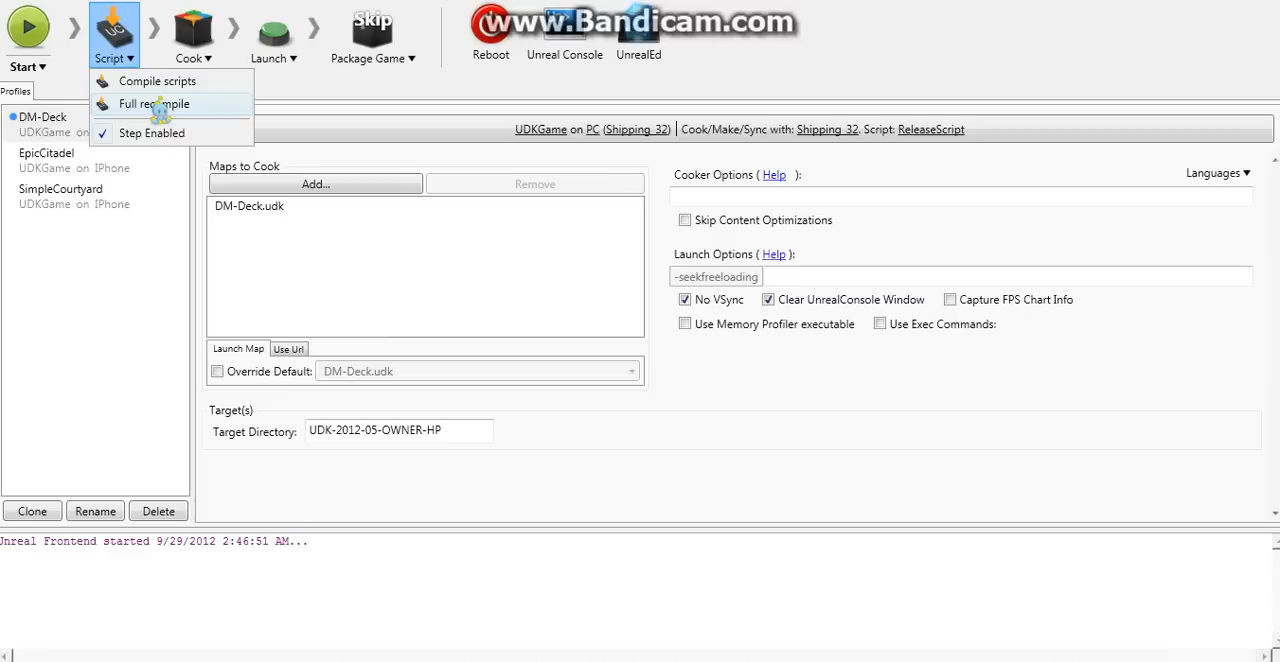 www.Bandicam.com
Skip
UC
Start
Script
Cook
Launch
Package Game
Reboot
Unreal Console
UnrealEd
Compile scripts
Full recompile
Step Enabled
Profiles
DM-Deck
UDKGame on
EpicCitadel
UDKGame on IPhone
SimpleCourtyard
UDKGame on IPhone
UDKGame on PC (Shipping_32) | Cook/Make/Sync with: Shipping_32. Script: ReleaseScript
Maps to Cook
Add...
Remove
DM-Deck.udk
Launch Map
Use Url
Override Default:
DM-Deck.udk
Cooker Options ( Help ):
Languages
Skip Content Optimizations
Launch Options ( Help ):
-seekfreeloading
No VSync
Clear UnrealConsole Window
Capture FPS Chart Info
Use Memory Profiler executable
Use Exec Commands:
Target(s)
Target Directory:
UDK-2012-05-OWNER-HP
Clone
Rename
Delete
Unreal Frontend started 9/29/2012 2:46:51 AM...